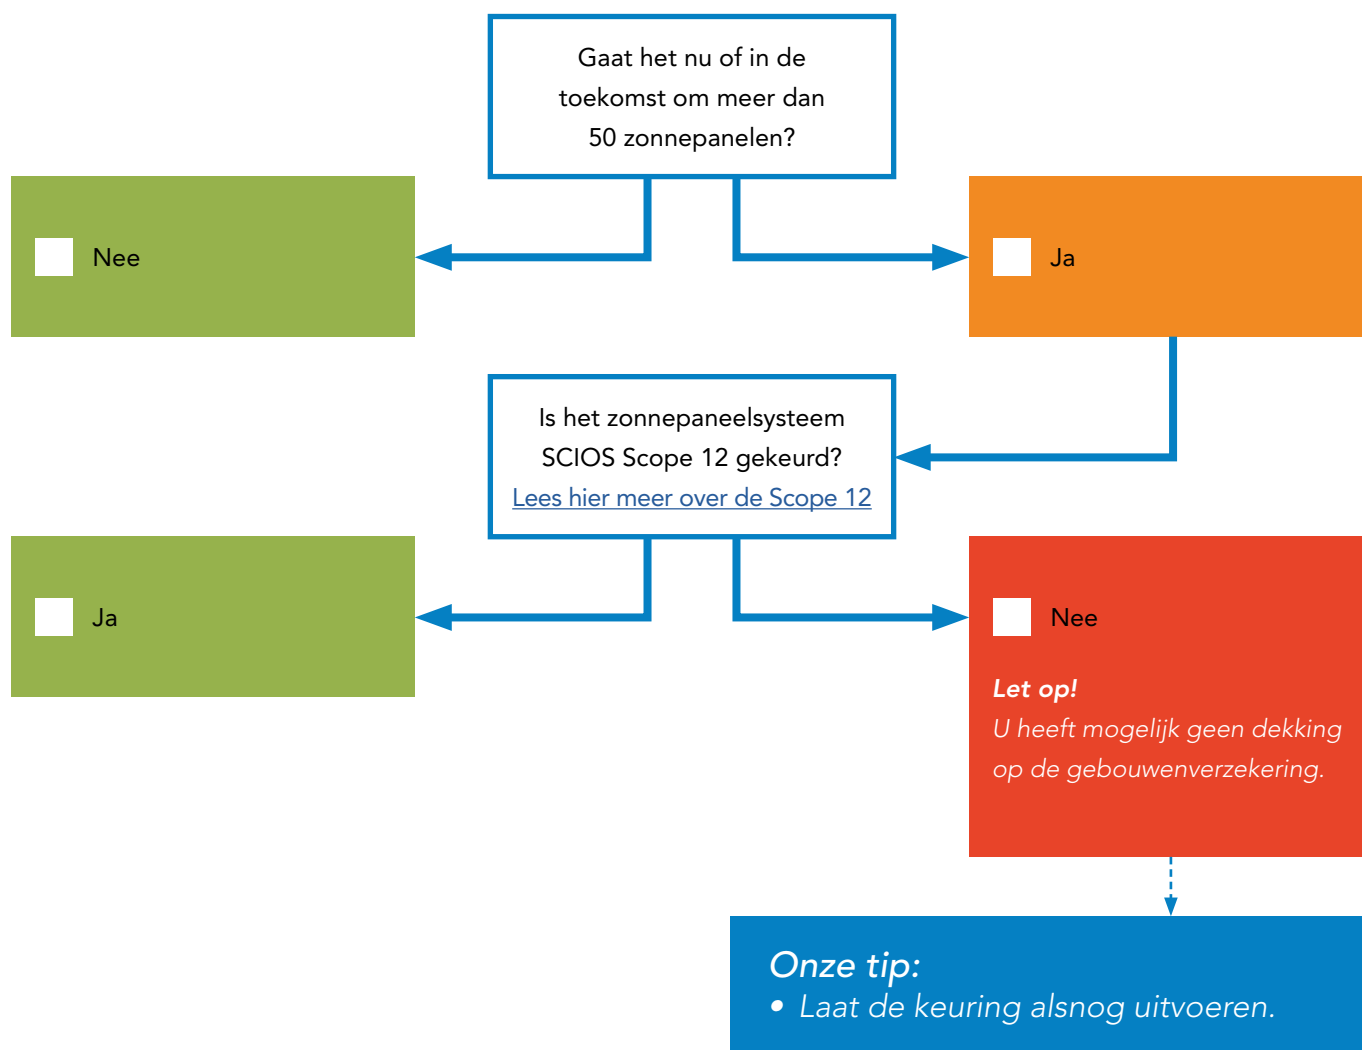 Gaat het nu of in de
toekomst om meer dan
50 zonnepanelen?
Nee
Ja
Is het zonnepaneelsysteem
SCIOS Scope 12 gekeurd?
Lees hier meer over de Scope 12
Ja
Nee
Let op!
U heeft mogelijk geen dekking
op de gebouwenverzekering.
Onze tip:
• Laat de keuring alsnog uitvoeren.